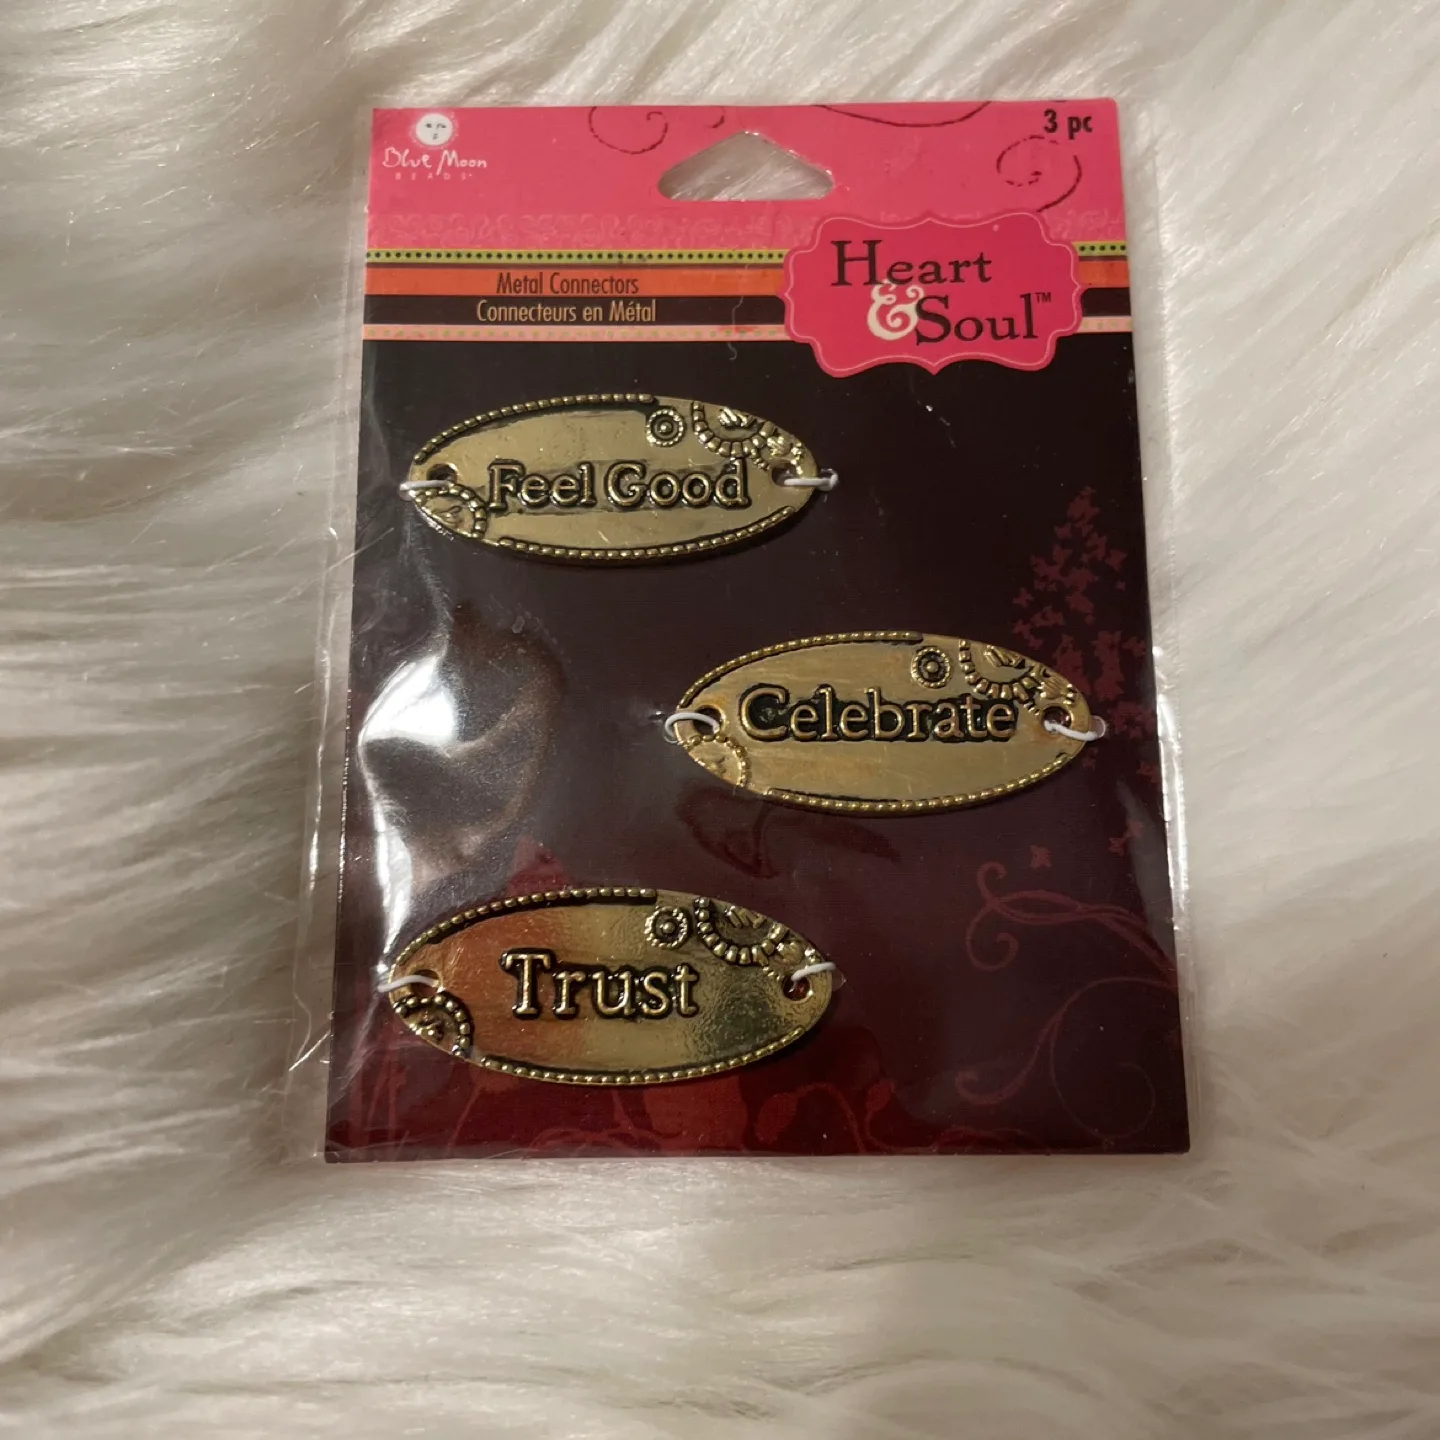 Blue Moon
BEADS
3 pc
Heart
& Soul™
Metal Connectors
Connecteurs en Métal
Feel Good
Celebrate
Trust